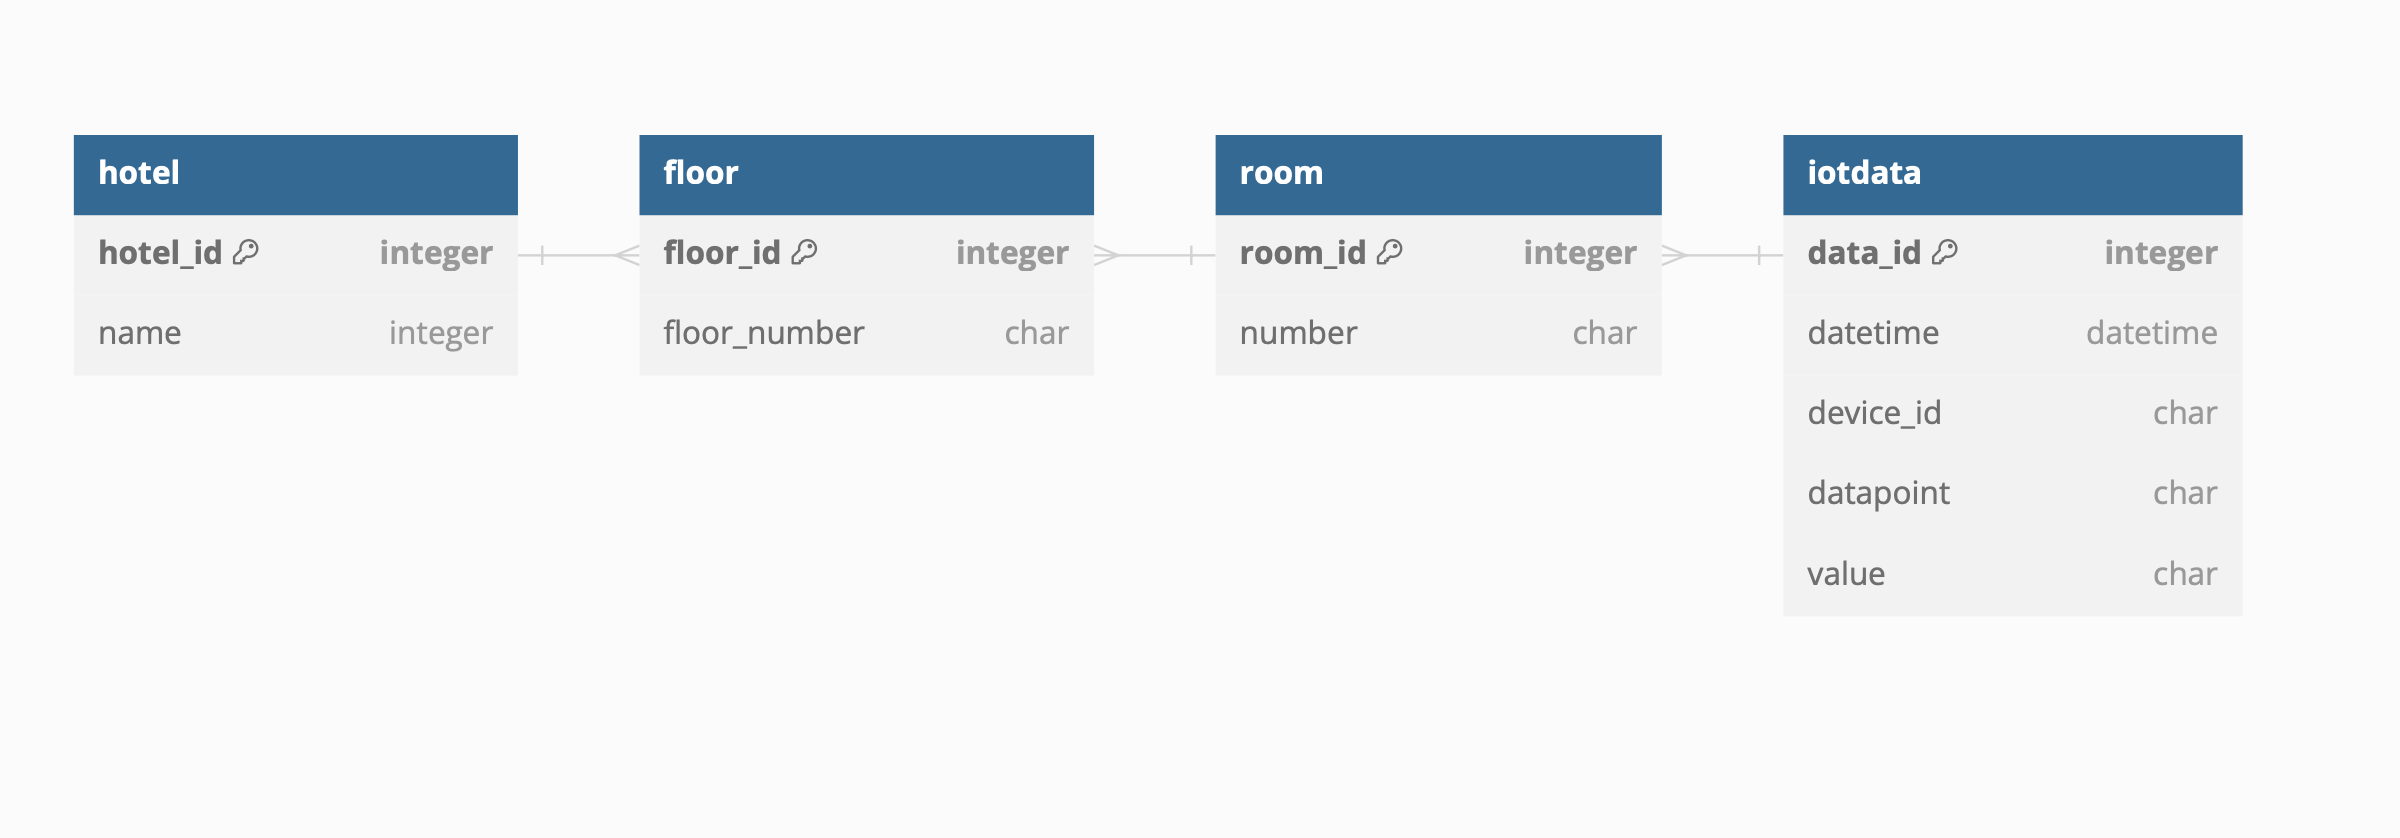 hotel
hotel_id integer
name integer
floor
floor_id integer
floor_number char
room
room_id integer
number char
iotdata
data_id integer
datetime datetime
device_id char
datapoint char
value char